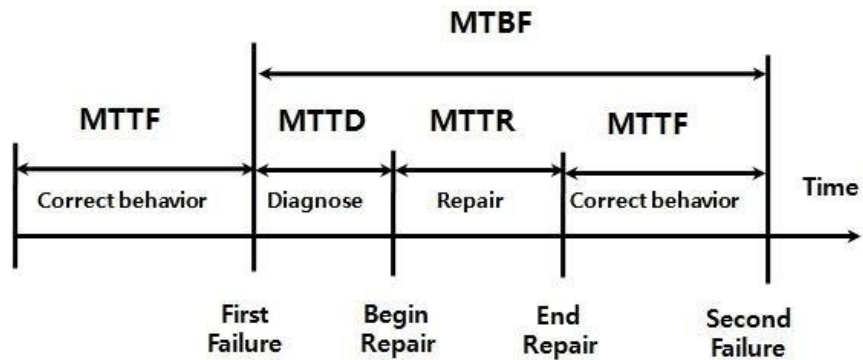 MTBF
MTTF
MTTD
MTTR
MTTF
Correct behavior
Diagnose
Repair
Correct behavior
Time
First
Failure
Begin
Repair
End
Repair
Second
Failure